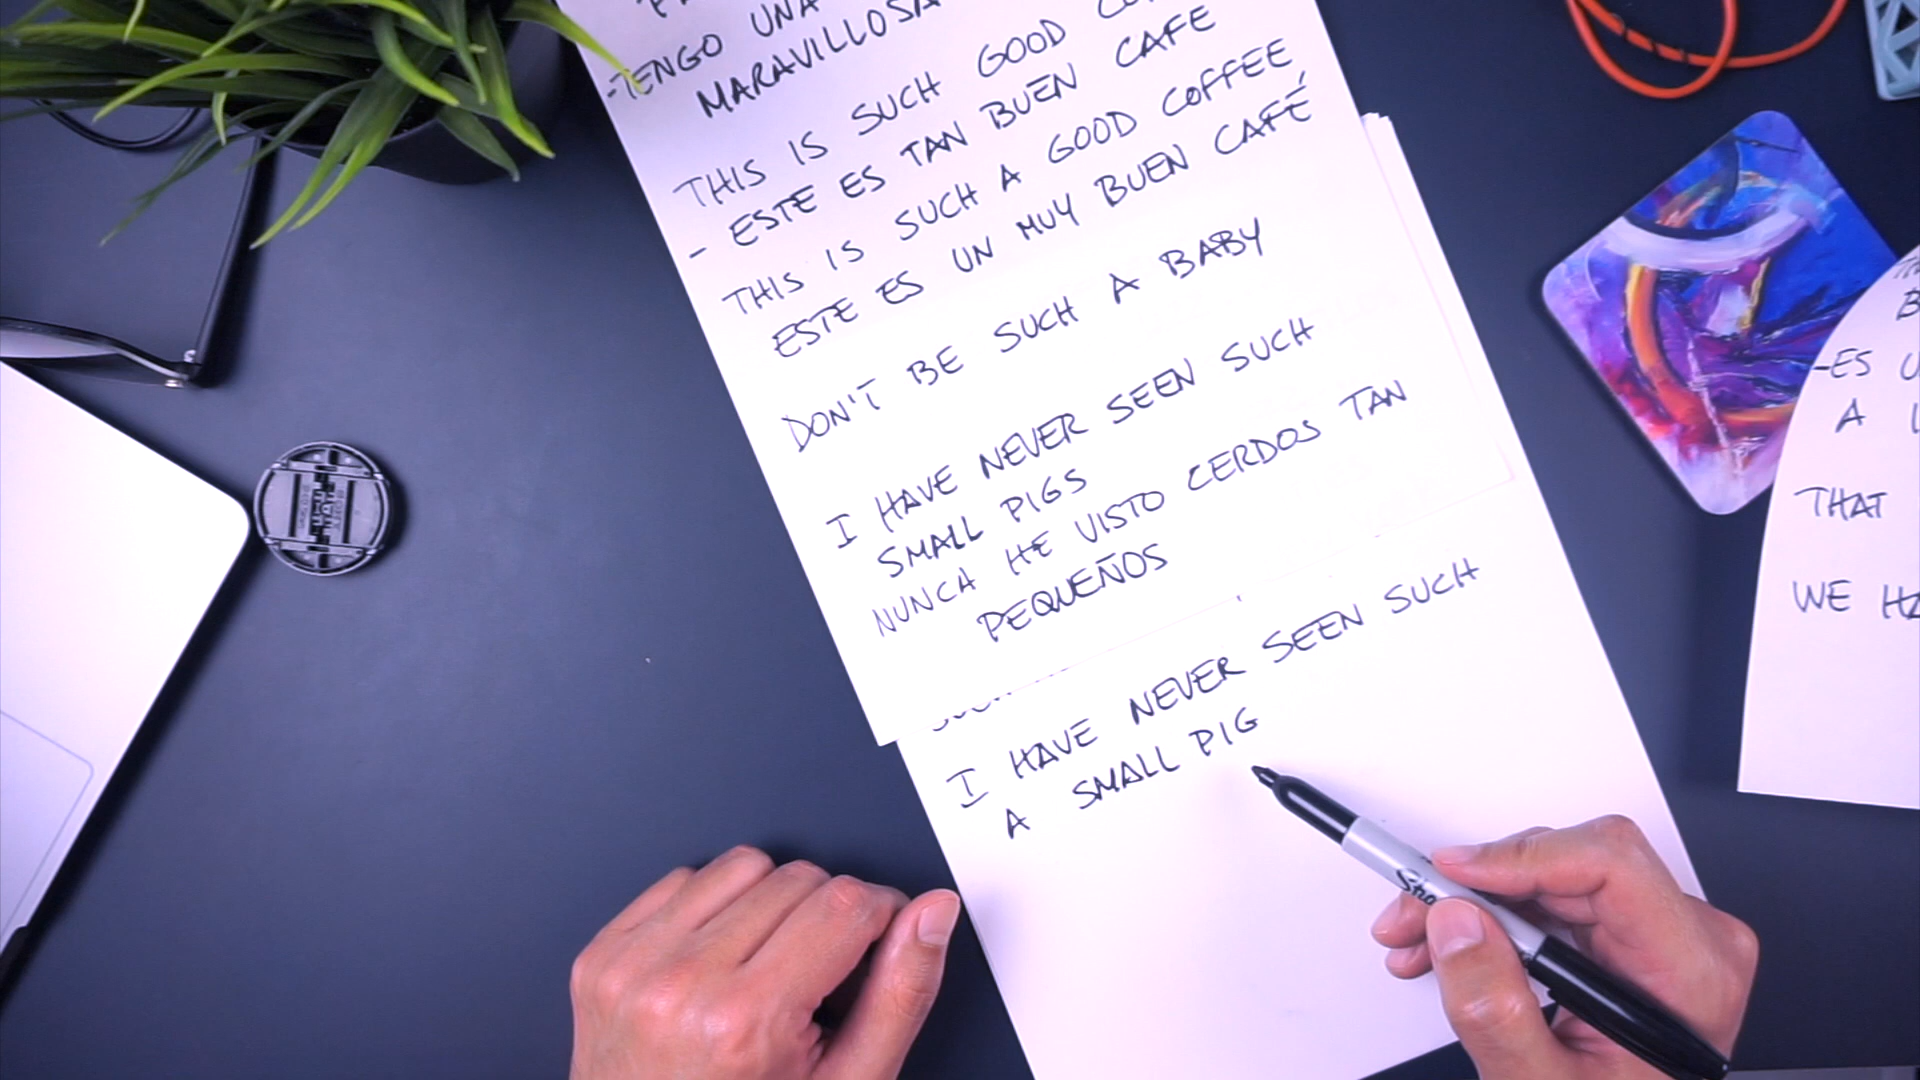 -TENGO UNA
MARAVILLOSA
THIS IS SUCH GOOD
- ESTE ES TAN BUEN CAFE
THIS IS SUCH A GOOD COFFEE
ESTE ES UN MUY BUEN CAFÉ
DON'T BE SUCH A BABY
I HAVE NEVER SEEN SUCH
SMALL PIGS
NUNCA HE VISTO CERDOS TAN
PEQUEÑOS
I HAVE NEVER SEEN SUCH
A SMALL PIG
-ES
A
THAT
WE